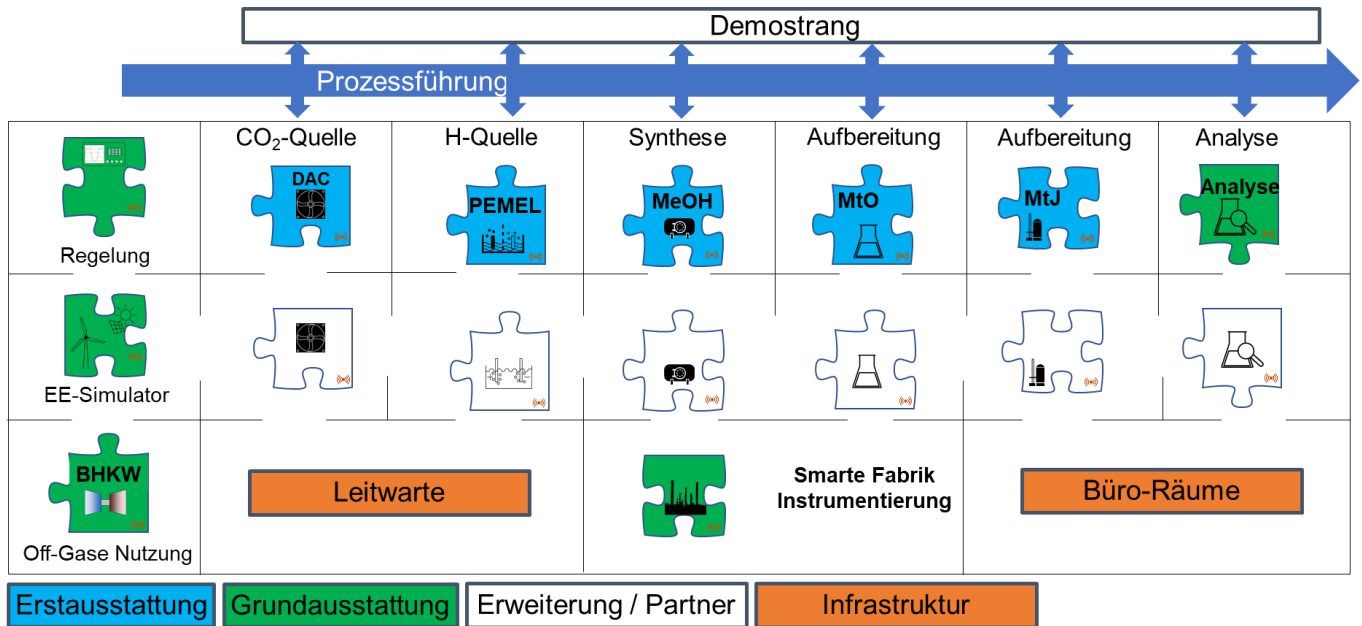 Demostrang
Prozessführung
CO₂-Quelle
H-Quelle
Synthese
Aufbereitung
Aufbereitung
Analyse
DAC
PEMEL
MeOH
MtO
MtJ
Analyse
Regelung
EE-Simulator
BHKW
Off-Gase Nutzung
Leitwarte
Smarte Fabrik
Instrumentierung
Büro-Räume
Erstausstattung
Grundausstattung
Erweiterung / Partner
Infrastruktur